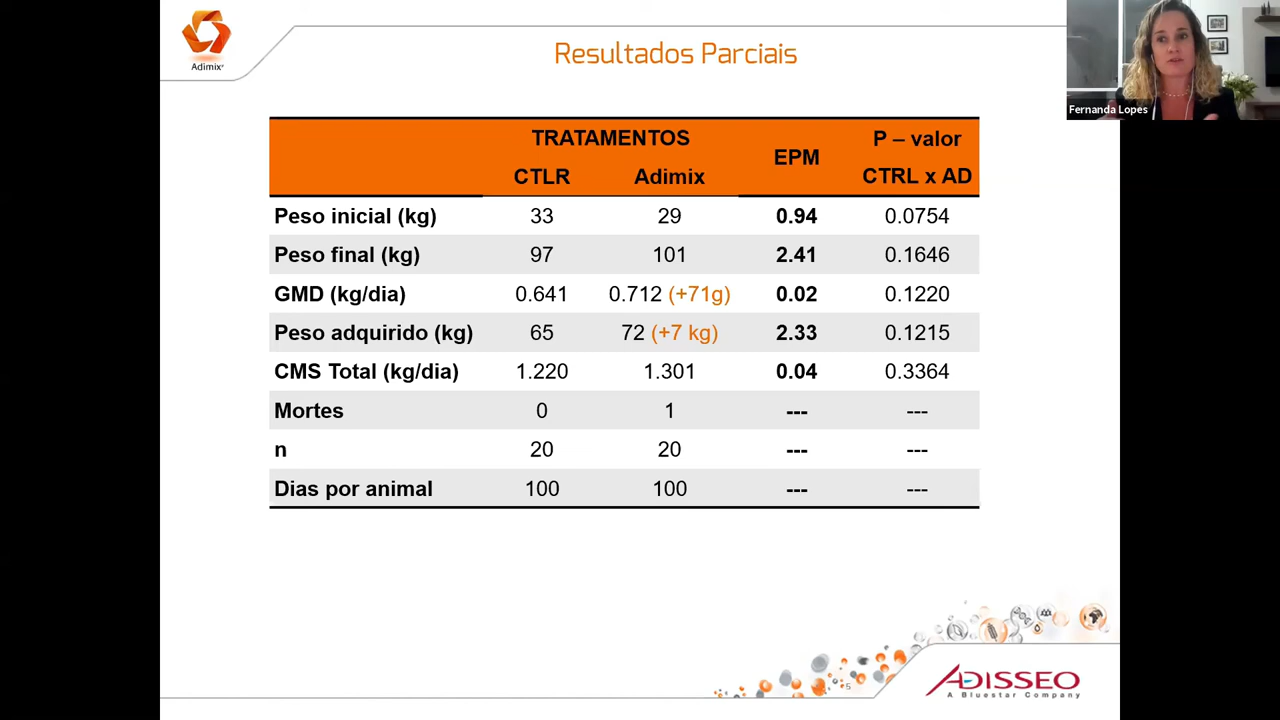 Adimix
Resultados Parciais
Fernanda Lopes
TRATAMENTOS EPM P – valor
CTLR Adimix CTRL x AD
Peso inicial (kg) 33 29 0.94 0.0754
Peso final (kg) 97 101 2.41 0.1646
GMD (kg/dia) 0.641 0.712 (+71g) 0.02 0.1220
Peso adquirido (kg) 65 72 (+7 kg) 2.33 0.1215
CMS Total (kg/dia) 1.220 1.301 0.04 0.3364
Mortes 0 1 --- ---
n 20 20 --- ---
Dias por animal 100 100 --- ---
5
ADISSEO
A Bluestar Company